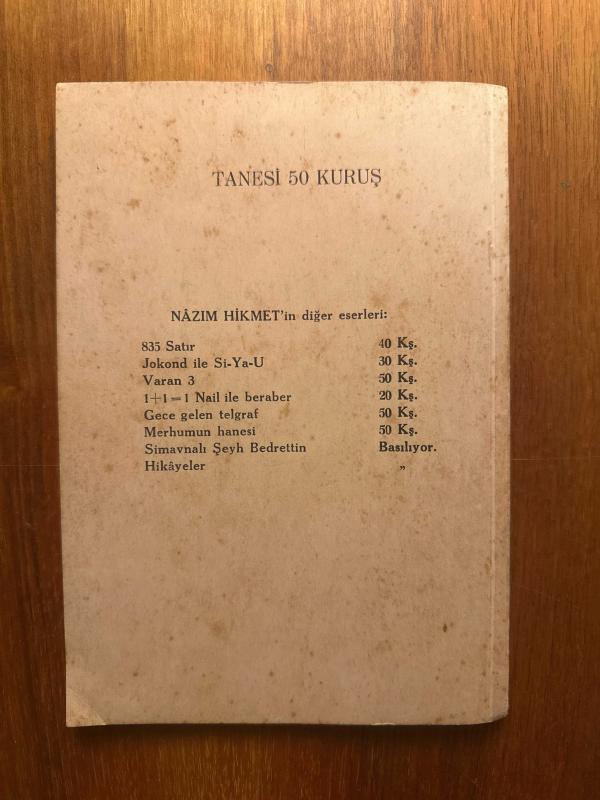 TANESİ 50 KURUŞ
NÂZIM HİKMET'in diğer eserleri:
835 Satır 40 Kş.
Jokond ile Si-Ya-U 30 Kş.
Varan 3 50 Kş.
1+1=1 Nail ile beraber 20 Kş.
Gece gelen telgraf 50 Kş.
Merhumun hanesi 50 Kş.
Simavnalı Şeyh Bedrettin Basılıyor.
Hikâyeler „